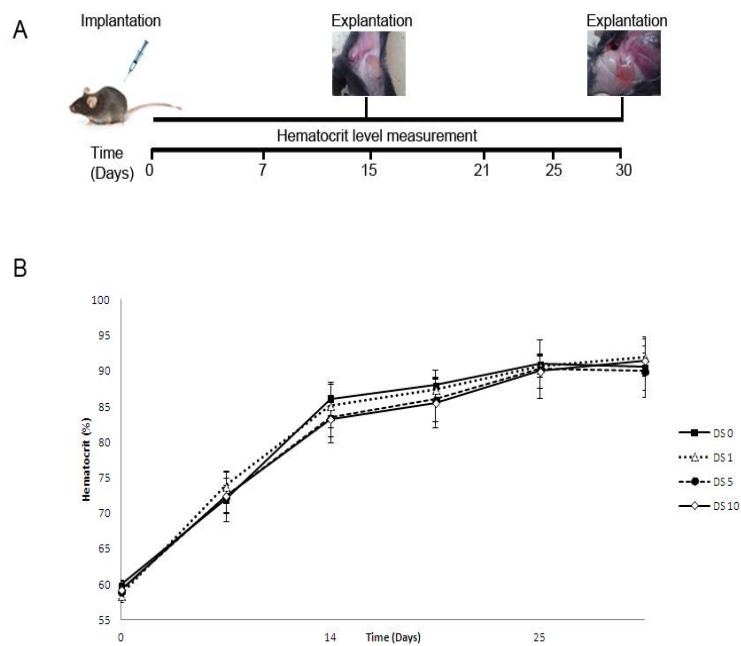 A
Implantation
Explantation
Explantation
Hematocrit level measurement
Time
(Days)
0 7 15 21 25 30
B
100
95
90
85
80
75
70
65
60
55
Hematocrit (%)
0 14 25
Time (Days)
DS 0
DS 1
DS 5
DS 10